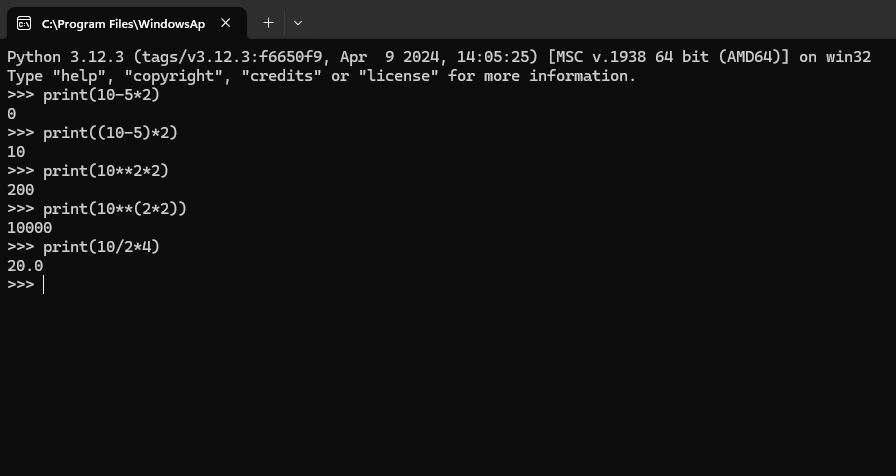 C:\Program Files\WindowsAp
Python 3.12.3 (tags/v3.12.3:f6650f9, Apr  9 2024, 14:05:25) [MSC v.1938 64 bit (AMD64)] on win32
Type "help", "copyright", "credits" or "license" for more information.
>>> print(10-5*2)
0
>>> print((10-5)*2)
10
>>> print(10**2*2)
200
>>> print(10**(2*2))
10000
>>> print(10/2*4)
20.0
>>>